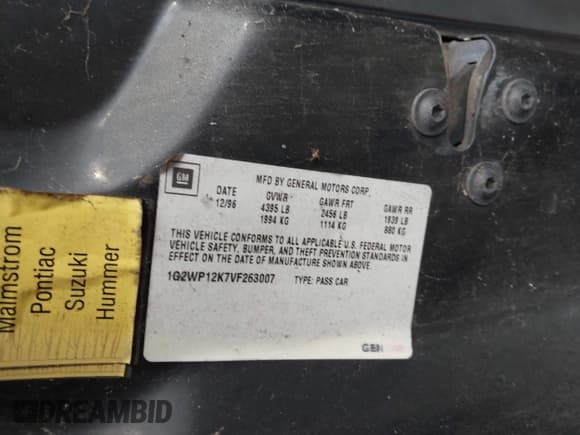 GM
MFD BY GENERAL MOTORS CORP
DATE GVWR GAWR FRT GAWR RR
12/96 4395 LB 2456 LB 1939 LB
1994 KG 1114 KG 880 KG
THIS VEHICLE CONFORMS TO ALL APPLICABLE U.S. FEDERAL MOTOR
VEHICLE SAFETY, BUMPER, AND THEFT PREVENTION STANDARDS IN
EFFECT ON THE DATE OF MANUFACTURE SHOWN ABOVE.
1G2WP12K7VF263007 TYPE: PASS CAR
Malmstrom
Pontiac
Suzuki
Hummer
DREAMBID